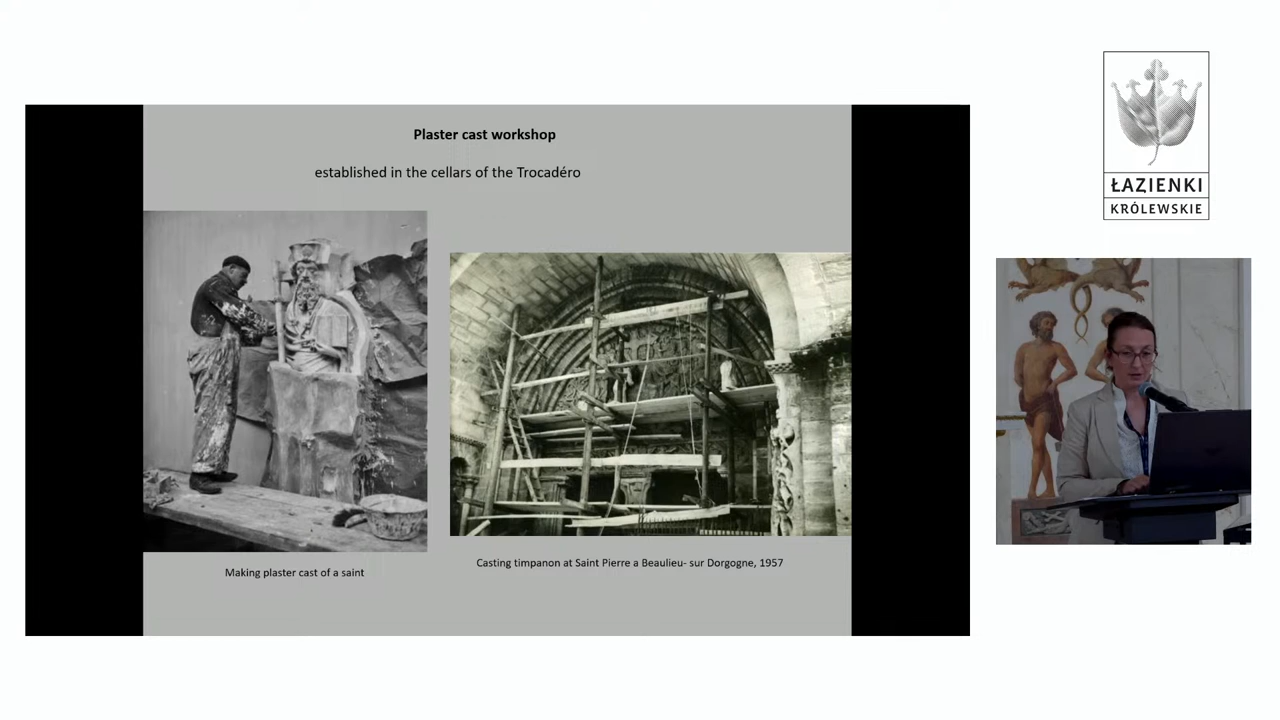 Plaster cast workshop
established in the cellars of the Trocadéro
Making plaster cast of a saint
Casting timpanon at Saint Pierre a Beaulieu- sur Dorgogne, 1957
ŁAZIENKI
KRÓLEWSKIE